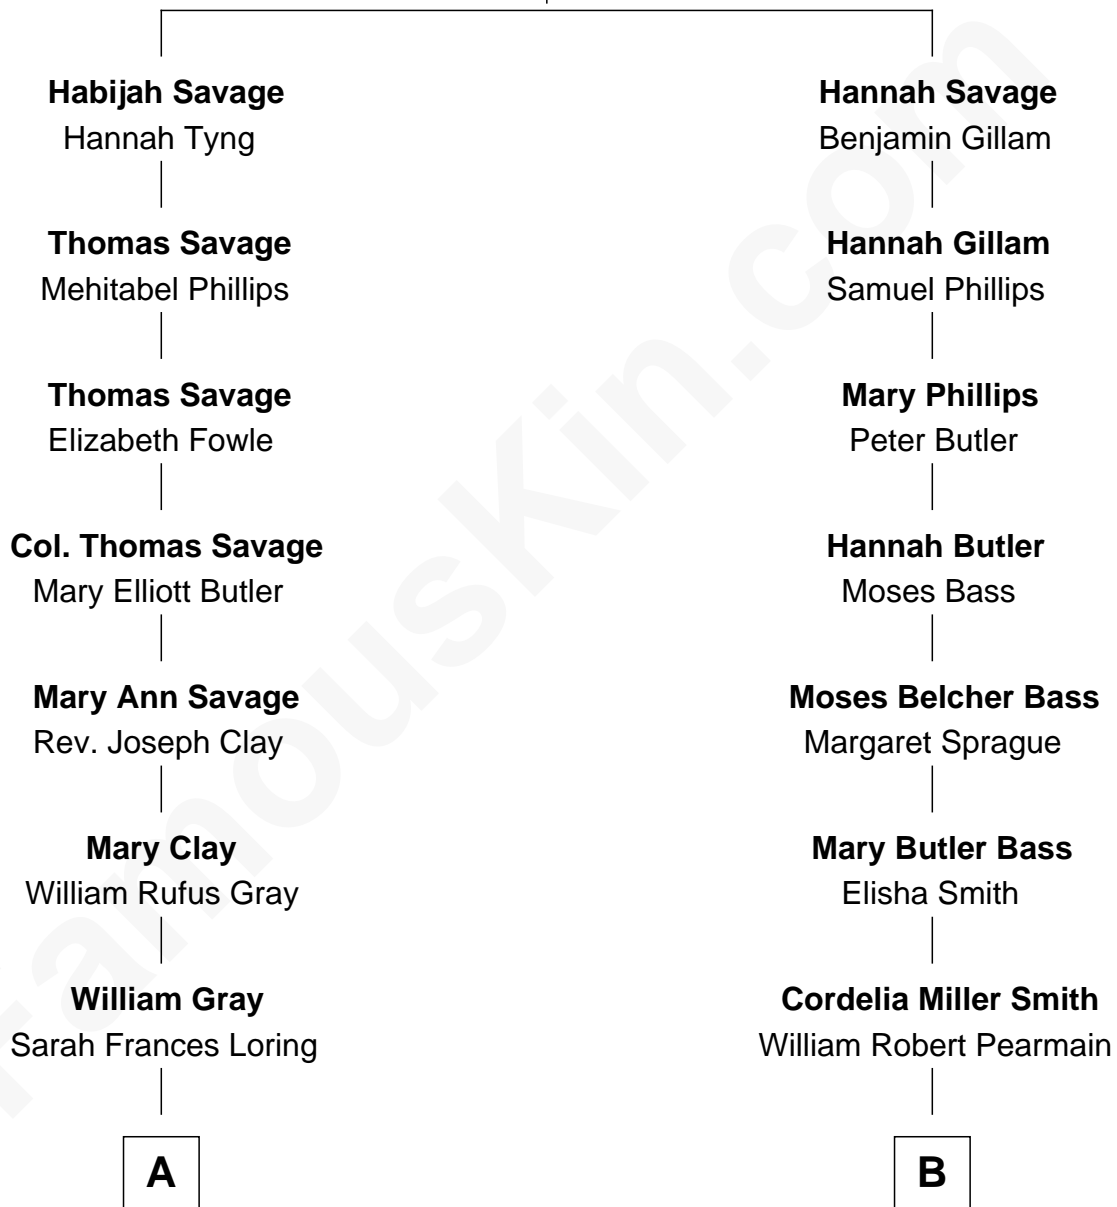 Habijah Savage
Hannah Tyng
Thomas Savage
Mehitabel Phillips
Thomas Savage
Elizabeth Fowle
Col. Thomas Savage
Mary Elliott Butler
Mary Ann Savage
Rev. Joseph Clay
Mary Clay
William Rufus Gray
William Gray
Sarah Frances Loring
A
Hannah Savage
Benjamin Gillam
Hannah Gillam
Samuel Phillips
Mary Phillips
Peter Butler
Hannah Butler
Moses Bass
Moses Belcher Bass
Margaret Sprague
Mary Butler Bass
Elisha Smith
Cordelia Miller Smith
William Robert Pearmain
B
FamousKin.com